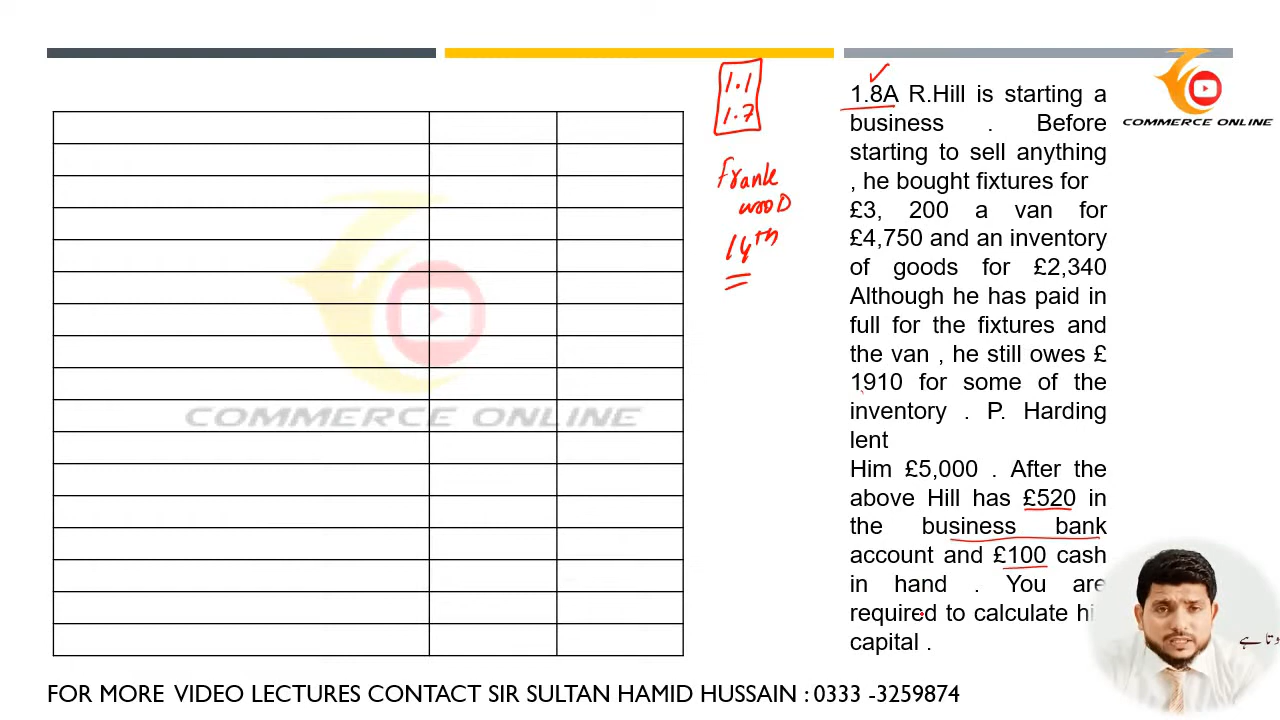 1.1
1.7
Frank
wooD
14th
1.8A R.Hill is starting a
business . Before
starting to sell anything
, he bought fixtures for
£3, 200 a van for
£4,750 and an inventory
of goods for £2,340
Although he has paid in
full for the fixtures and
the van , he still owes £
1910 for some of the
inventory . P. Harding
lent
Him £5,000 . After the
above Hill has £520 in
the business bank
account and £100 cash
in hand . You are
required to calculate hi
capital .
COMMERCE ONLINE
COMMERCE ONLINE
وتا ہے
FOR MORE VIDEO LECTURES CONTACT SIR SULTAN HAMID HUSSAIN : 0333 -3259874